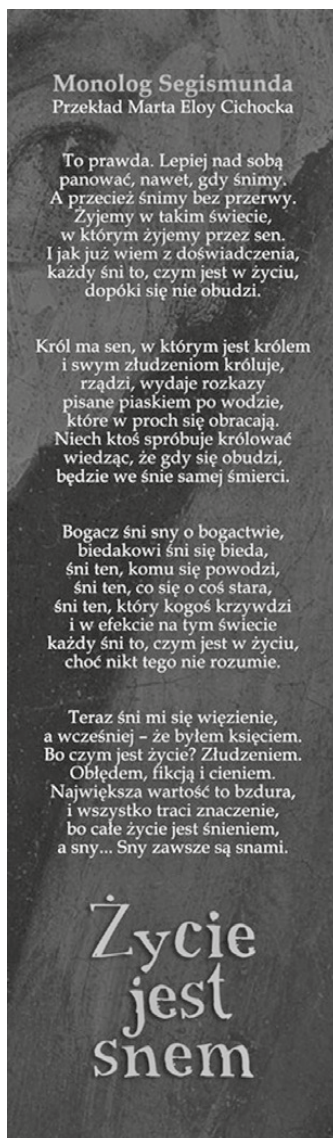 Monolog Segismunda
Przekład Marta Eloy Cichocka
To prawda. Lepiej nad sobą
panować, nawet, gdy śnimy.
A przecież śnimy bez przerwy.
Żyjemy w takim świecie,
w którym żyjemy przez sen.
I jak już wiem z doświadczenia,
każdy śni to, czym jest w życiu,
dopóki się nie obudzi.
Król ma sen, w którym jest królem
i swym złudzeniom króluje,
rządzi, wydaje rozkazy
pisane piaskiem po wodzie,
które w proch się obracają.
Niech ktoś spróbuje królować
wiedząc, że gdy się obudzi,
będzie we śnie samej śmierci.
Bogacz śni sny o bogactwie,
biedakowi śni się bieda,
śni ten, komu się powodzi,
śni ten, co się o coś stara,
śni ten, który kogoś krzywdzi
i w efekcie na tym świecie
każdy śni to, czym jest w życiu,
choć nikt tego nie rozumie.
Teraz śni mi się więzienie,
a wcześniej – że byłem księciem.
Bo czym jest życie? Złudzeniem.
Obłędem, fikcją i cieniem.
Największa wartość to bzdura,
i wszystko traci znaczenie,
bo całe życie jest śnieniem,
a sny... Sny zawsze są snami.
Życie
jest
snem